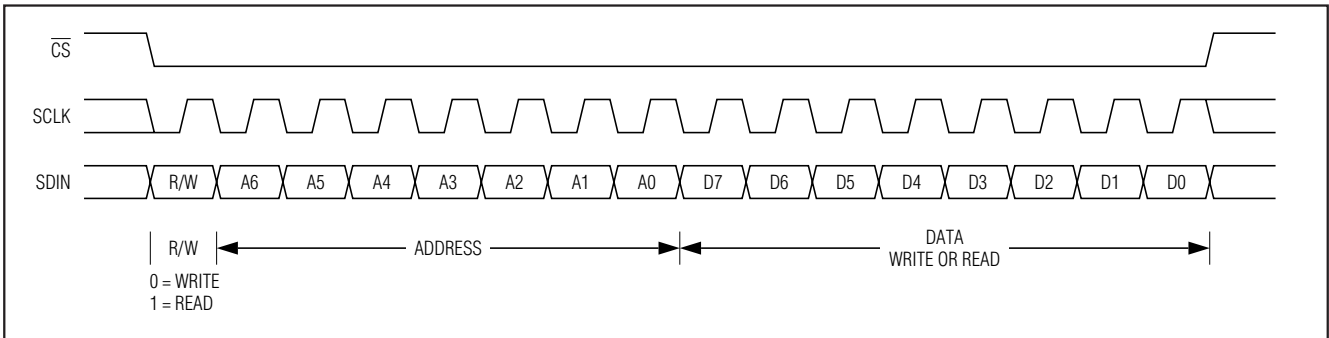 CS
SCLK
SDIN R/W A6 A5 A4 A3 A2 A1 A0 D7 D6 D5 D4 D3 D2 D1 D0
R/W ADDRESS DATA
WRITE OR READ
0 = WRITE
1 = READ